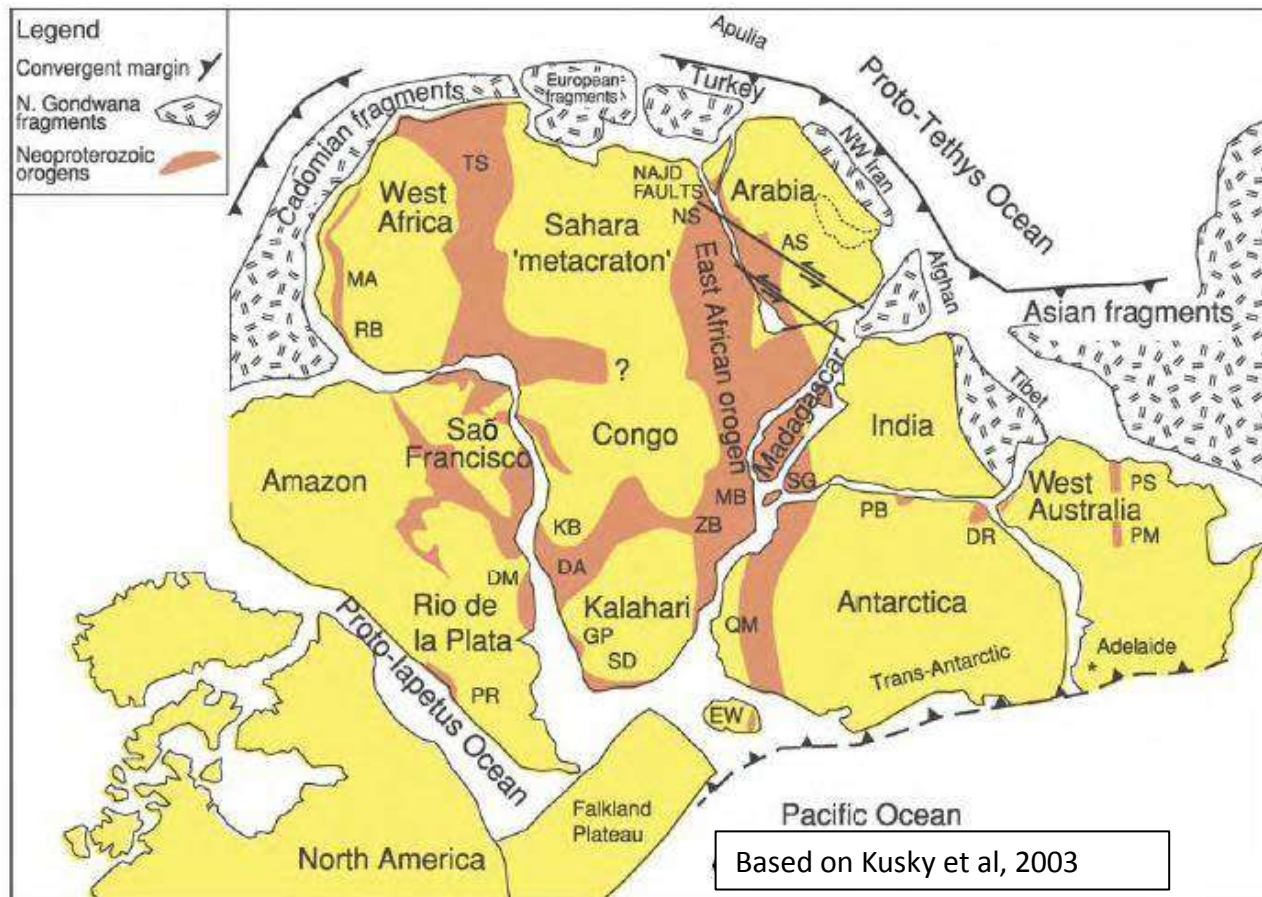 Legend
Convergent margin
N. Gondwana
fragments
Neoproterozoic
orogens
Apulia
Turkey
European
fragments
Cadomian fragments
Proto-Tethys Ocean
NW Iran
TS
West
Africa
NAJD
FAULTS
NS
Arabia
Sahara
'metacraton'
AS
East African orogen
Afghan
Asian fragments
MA
RB
?
Madagascar
Tibet
Saõ
Francisco
Congo
India
Amazon
SG
MB
ZB
West
Australia
PS
PM
PB
DR
KB
DA
DM
Kalahari
GP
SD
Antarctica
QM
Rio de
la Plata
Adelaide
*
Trans-Antarctic
Proto-Iapetus Ocean
PR
EW
Falkland
Plateau
Pacific Ocean
North America
Based on Kusky et al, 2003